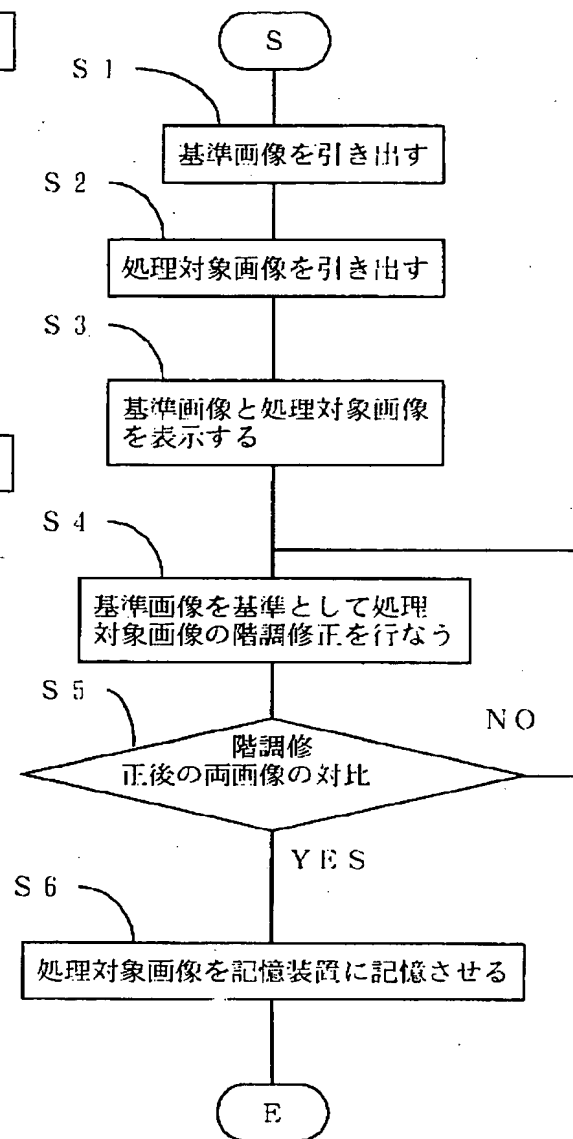 S
S 1
基準画像を引き出す
S 2
処理対象画像を引き出す
S 3
基準画像と処理対象画像
を表示する
S 4
基準画像を基準として処理
対象画像の階調修正を行なう
S 5
階調修
正後の両画像の対比
NO
YES
S 6
処理対象画像を記憶装置に記憶させる
E